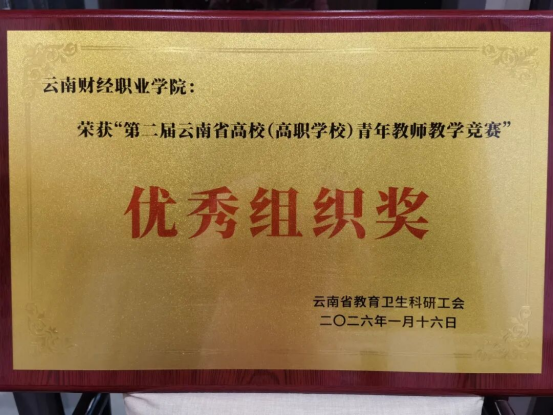 云南财经职业学院：
荣获“第二届云南省高校（高职学校）青年教师教学竞赛”
优秀组织奖
云南省教育卫生科研工会
二〇二六年一月十六日